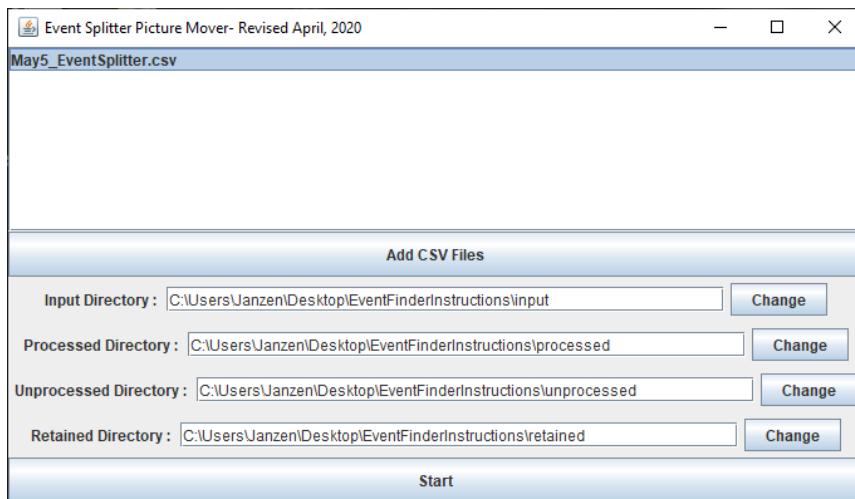 Event Splitter Picture Mover- Revised April, 2020
May5_EventSplitter.csv
Add CSV Files
Input Directory : C:\Users\Janzen\Desktop\EventFinderInstructions\input Change
Processed Directory : C:\Users\Janzen\Desktop\EventFinderInstructions\processed Change
Unprocessed Directory : C:\Users\Janzen\Desktop\EventFinderInstructions\unprocessed Change
Retained Directory : C:\Users\Janzen\Desktop\EventFinderInstructions\retained Change
Start